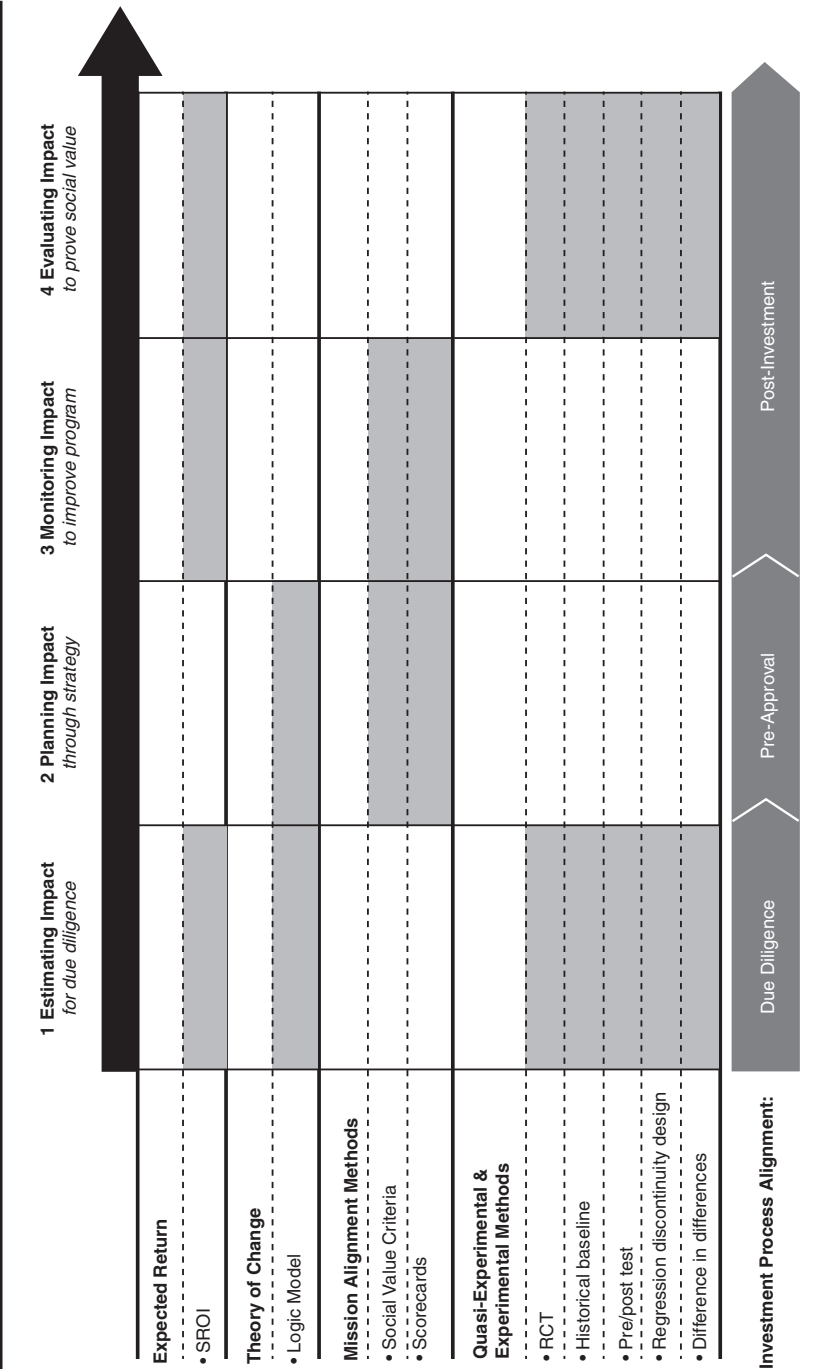 1 Estimating Impact
for due diligence
2 Planning Impact
through strategy
3 Monitoring Impact
to improve program
4 Evaluating Impact
to prove social value
Expected Return
• SROI
Theory of Change
• Logic Model
Mission Alignment Methods
• Social Value Criteria
• Scorecards
Quasi-Experimental &
Experimental Methods
• RCT
• Historical baseline
• Pre/post test
• Regression discontinuity design
• Difference in differences
Investment Process Alignment:
Due Diligence
Pre-Approval
Post-Investment